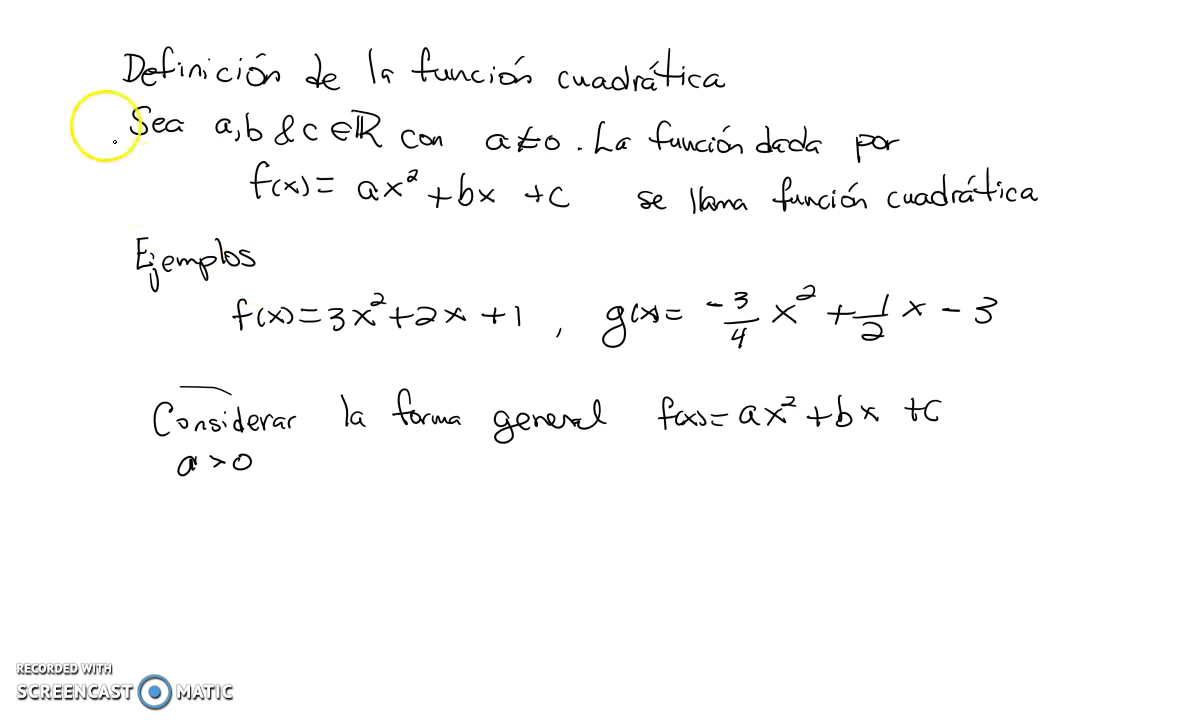 Definición de la función cuadrática
Sea a,b & c ∈ ℝ con a≠0. La función dada por
f(x) = ax² + bx + c se llama función cuadrática
Ejemplos
f(x) = 3x² + 2x + 1, g(x) = -3/4 x² + 1/2 x - 3
Considerar la forma general f(x) = ax² + bx + c
a > 0
RECORDED WITH
SCREENCAST MATIC